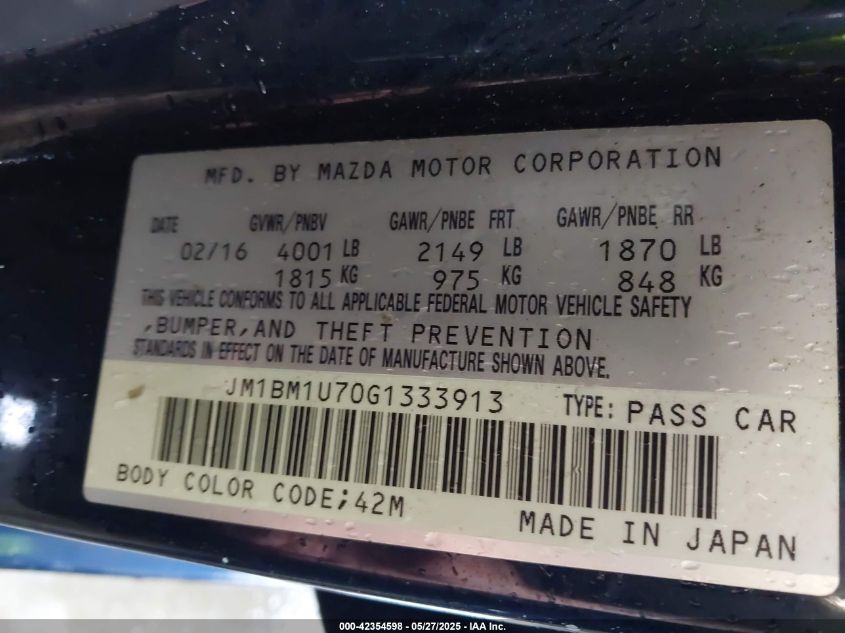 MFD. BY MAZDA MOTOR CORPORATION
DATE GVWR/PNBV GAWR/PNBE FRT GAWR/PNBE RR
02/16 4001 LB 2149 LB 1870 LB
1815 KG 975 KG 848 KG
THIS VEHICLE CONFORMS TO ALL APPLICABLE FEDERAL MOTOR VEHICLE SAFETY
,BUMPER,AND THEFT PREVENTION
STANDARDS IN EFFECT ON THE DATE OF MANUFACTURE SHOWN ABOVE.
JM1BM1U70G1333913 TYPE: PASS CAR
BODY COLOR CODE;42M
MADE IN JAPAN
000-42354598 - 05/27/2025 - IAA Inc.